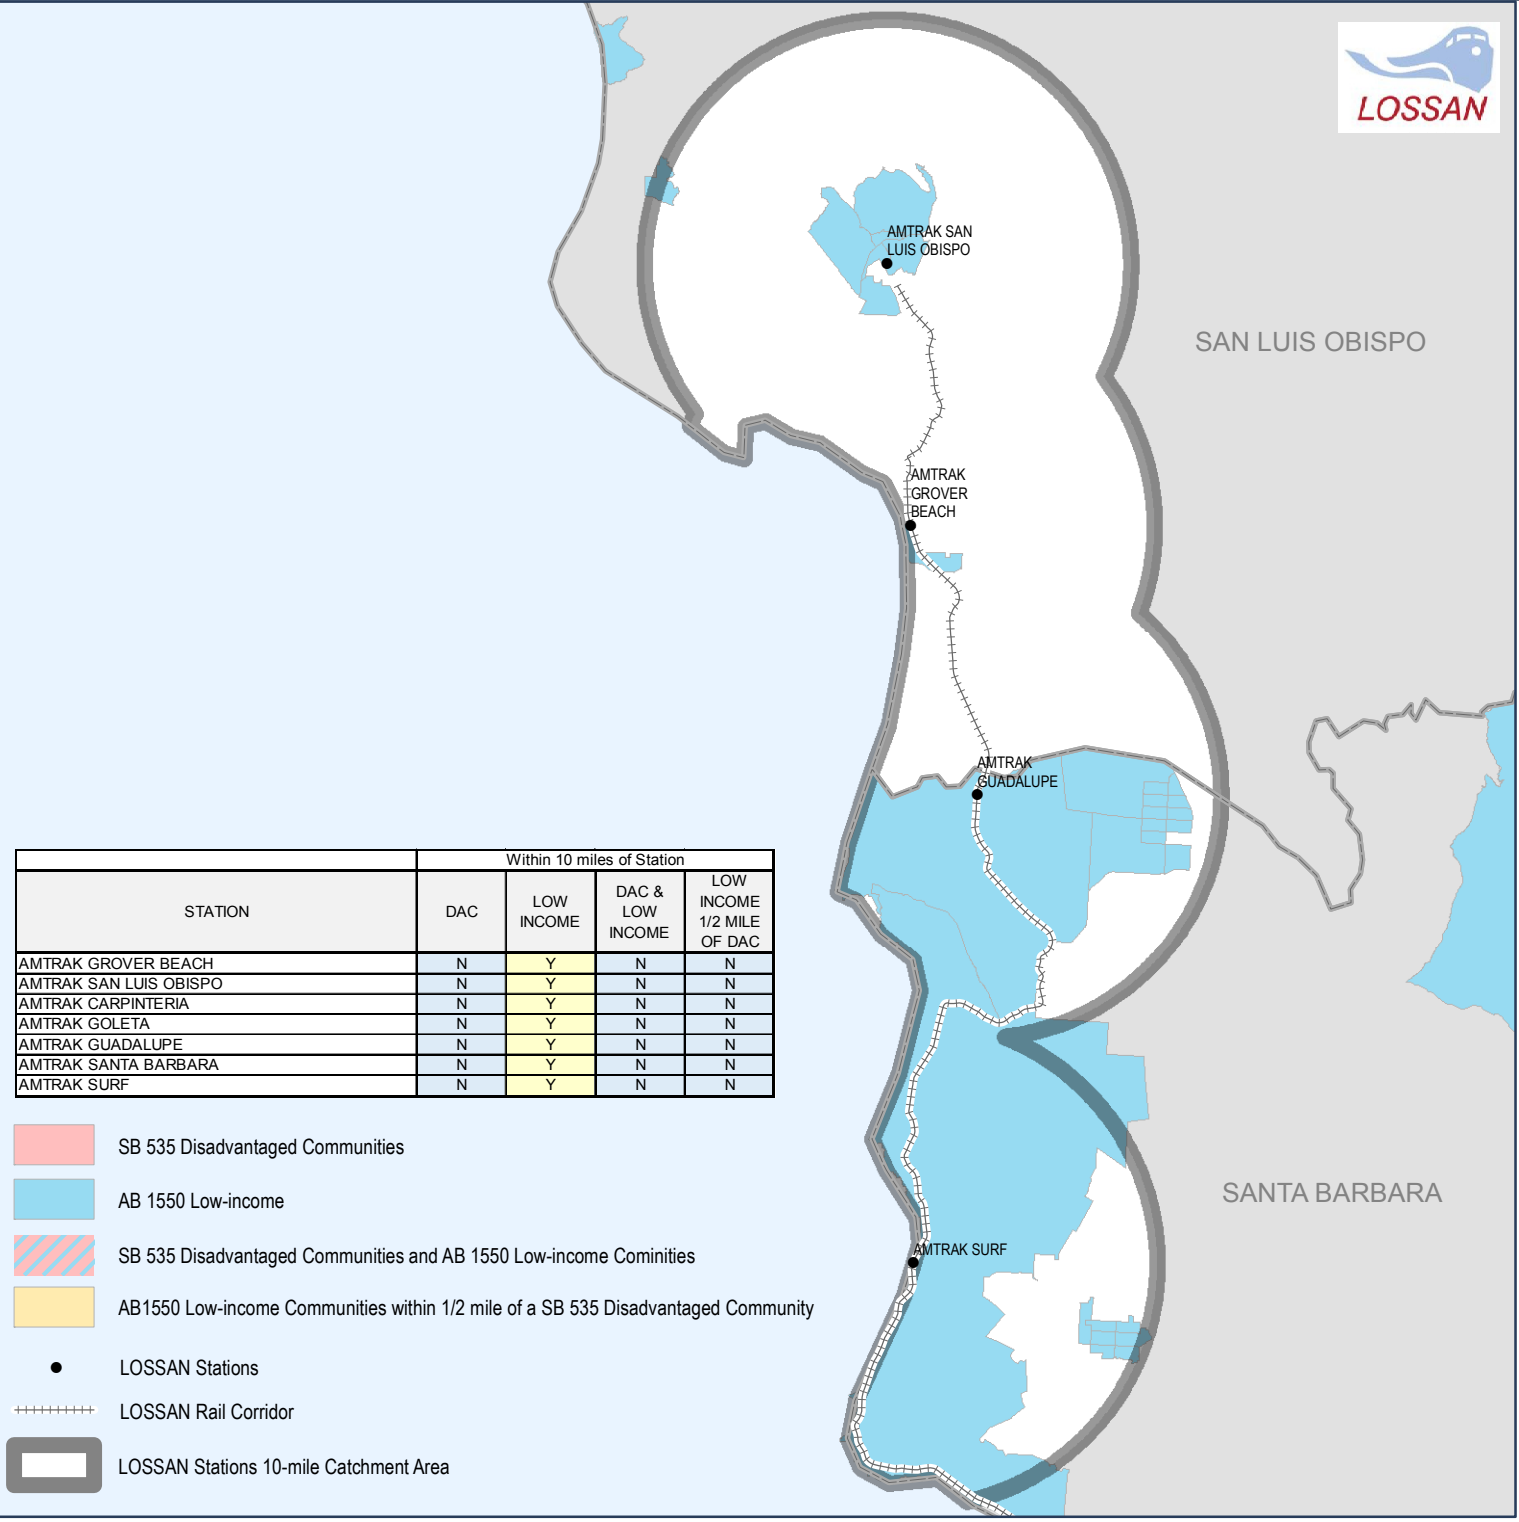 LOSSAN
AMTRAK SAN
LUIS OBISPO
SAN LUIS OBISPO
AMTRAK
GROVER
BEACH
AMTRAK
GUADALUPE
Within 10 miles of Station
STATION
DAC
LOW
INCOME
DAC &
LOW
INCOME
LOW
INCOME
1/2 MILE
OF DAC
AMTRAK GROVER BEACH N Y N N
AMTRAK SAN LUIS OBISPO N Y N N
AMTRAK CARPINTERIA N Y N N
AMTRAK GOLETA N Y N N
AMTRAK GUADALUPE N Y N N
AMTRAK SANTA BARBARA N Y N N
AMTRAK SURF N Y N N
SB 535 Disadvantaged Communities
AB 1550 Low-income
SB 535 Disadvantaged Communities and AB 1550 Low-income Cominities
AB1550 Low-income Communities within 1/2 mile of a SB 535 Disadvantaged Community
LOSSAN Stations
LOSSAN Rail Corridor
LOSSAN Stations 10-mile Catchment Area
SANTA BARBARA
AMTRAK SURF